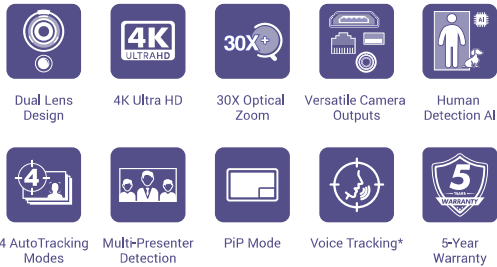 4K
ULTRAHD
30X+
AI
Dual Lens
Design
4K Ultra HD
30X Optical
Zoom
Versatile Camera
Outputs
Human
Detection AI
4
5
YEARS
WARRANTY
4 AutoTracking
Modes
Multi-Presenter
Detection
PiP Mode
Voice Tracking*
5-Year
Warranty